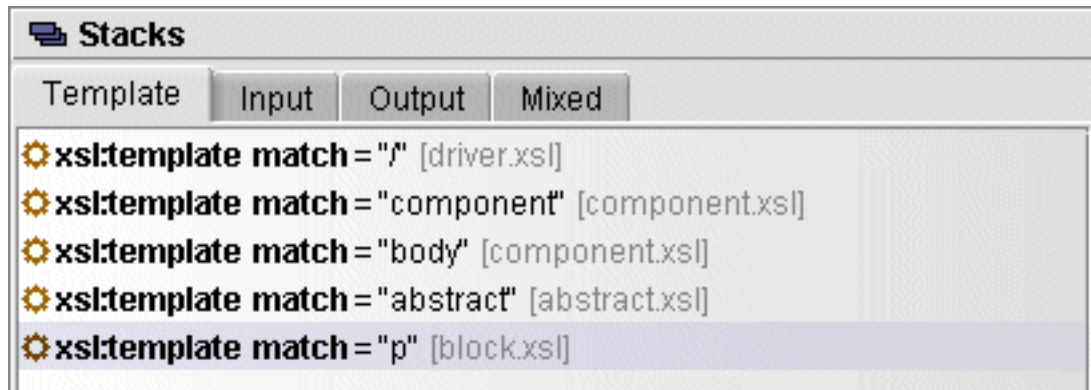 Stacks
Template Input Output Mixed
xsl:template match = "/" [driver.xsl]
xsl:template match = "component" [component.xsl]
xsl:template match = "body" [component.xsl]
xsl:template match = "abstract" [abstract.xsl]
xsl:template match = "p" [block.xsl]